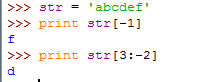 >>> str = 'abcdef'
>>> print str[-1]
f
>>> print str[3:-2]
d